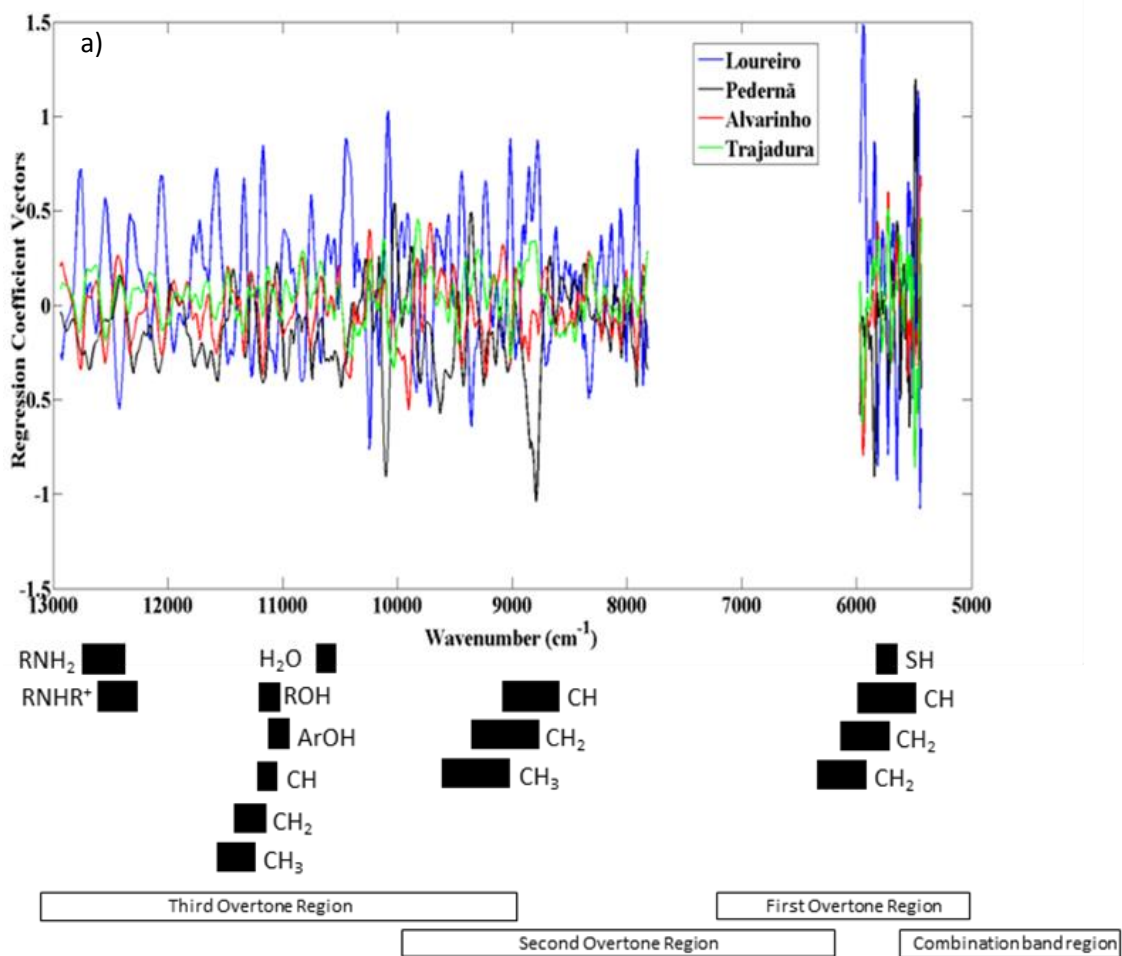 a)
1.5
1
0.5
0
-0.5
-1
-1.5
Regression Coefficient Vectors
Loureiro
Pedernã
Alvarinho
Trajadura
13000 12000 11000 10000 9000 8000 7000 6000 5000
Wavenumber (cm⁻¹)
RNH₂ H₂O SH
RNHR⁺ ROH CH CH
ArOH CH₂ CH₂
CH CH₃ CH₂
CH₂
CH₃
Third Overtone Region First Overtone Region
Second Overtone Region Combination band region